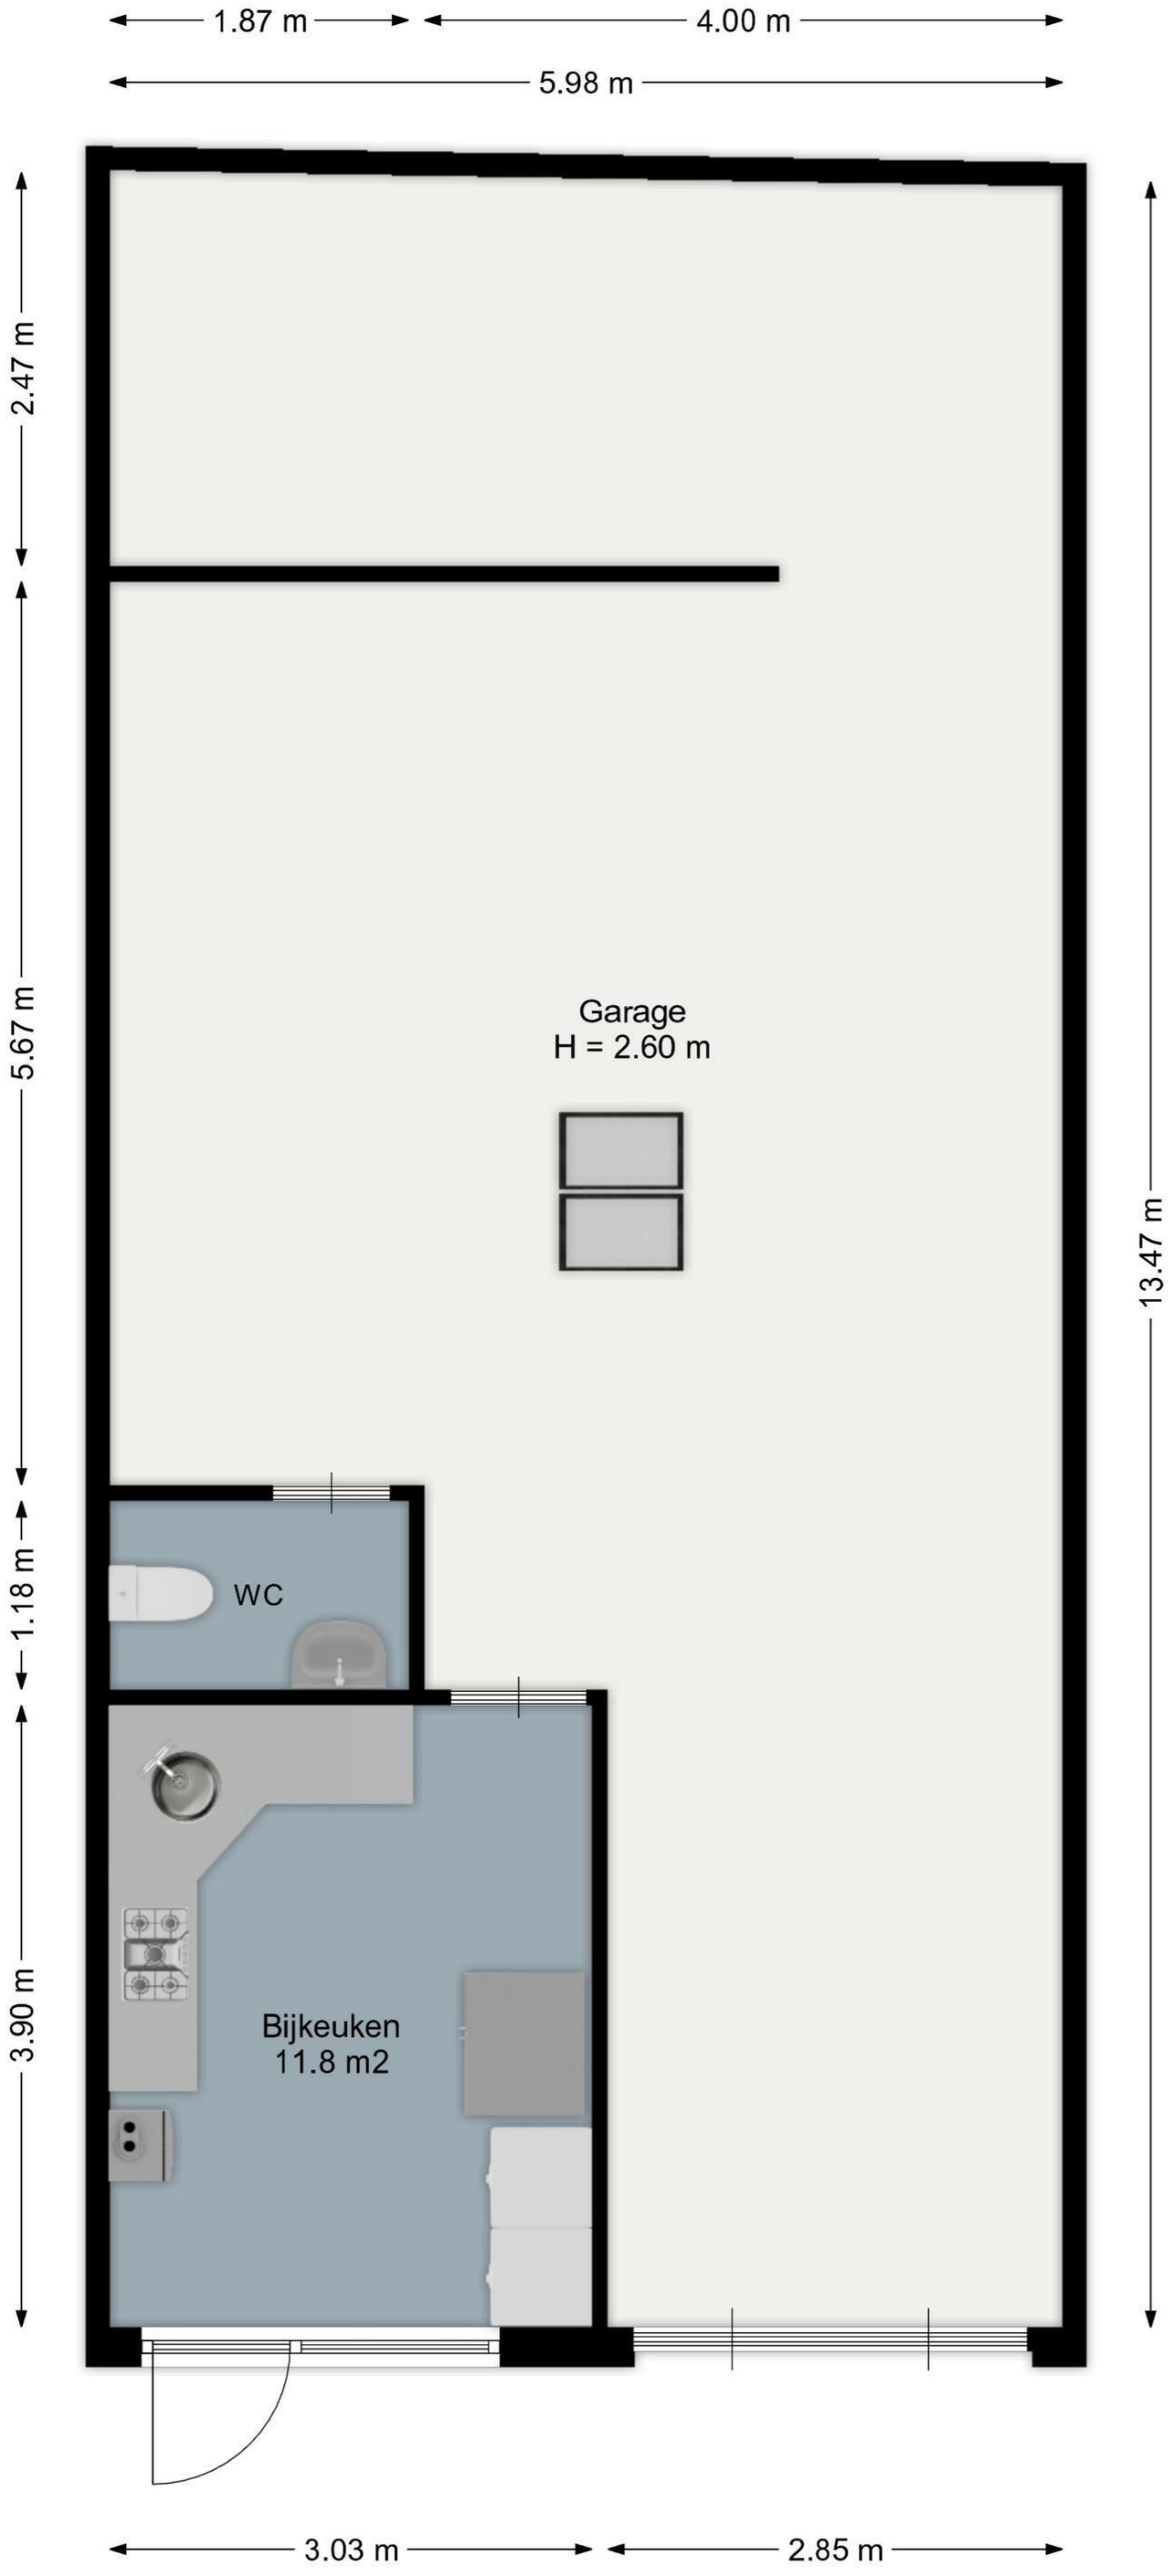 1.87 m
4.00 m
5.98 m
2.47 m
5.67 m
Garage
H = 2.60 m
13.47 m
1.18 m
WC
3.90 m
Bijkeuken
11.8 m2
3.03 m
2.85 m